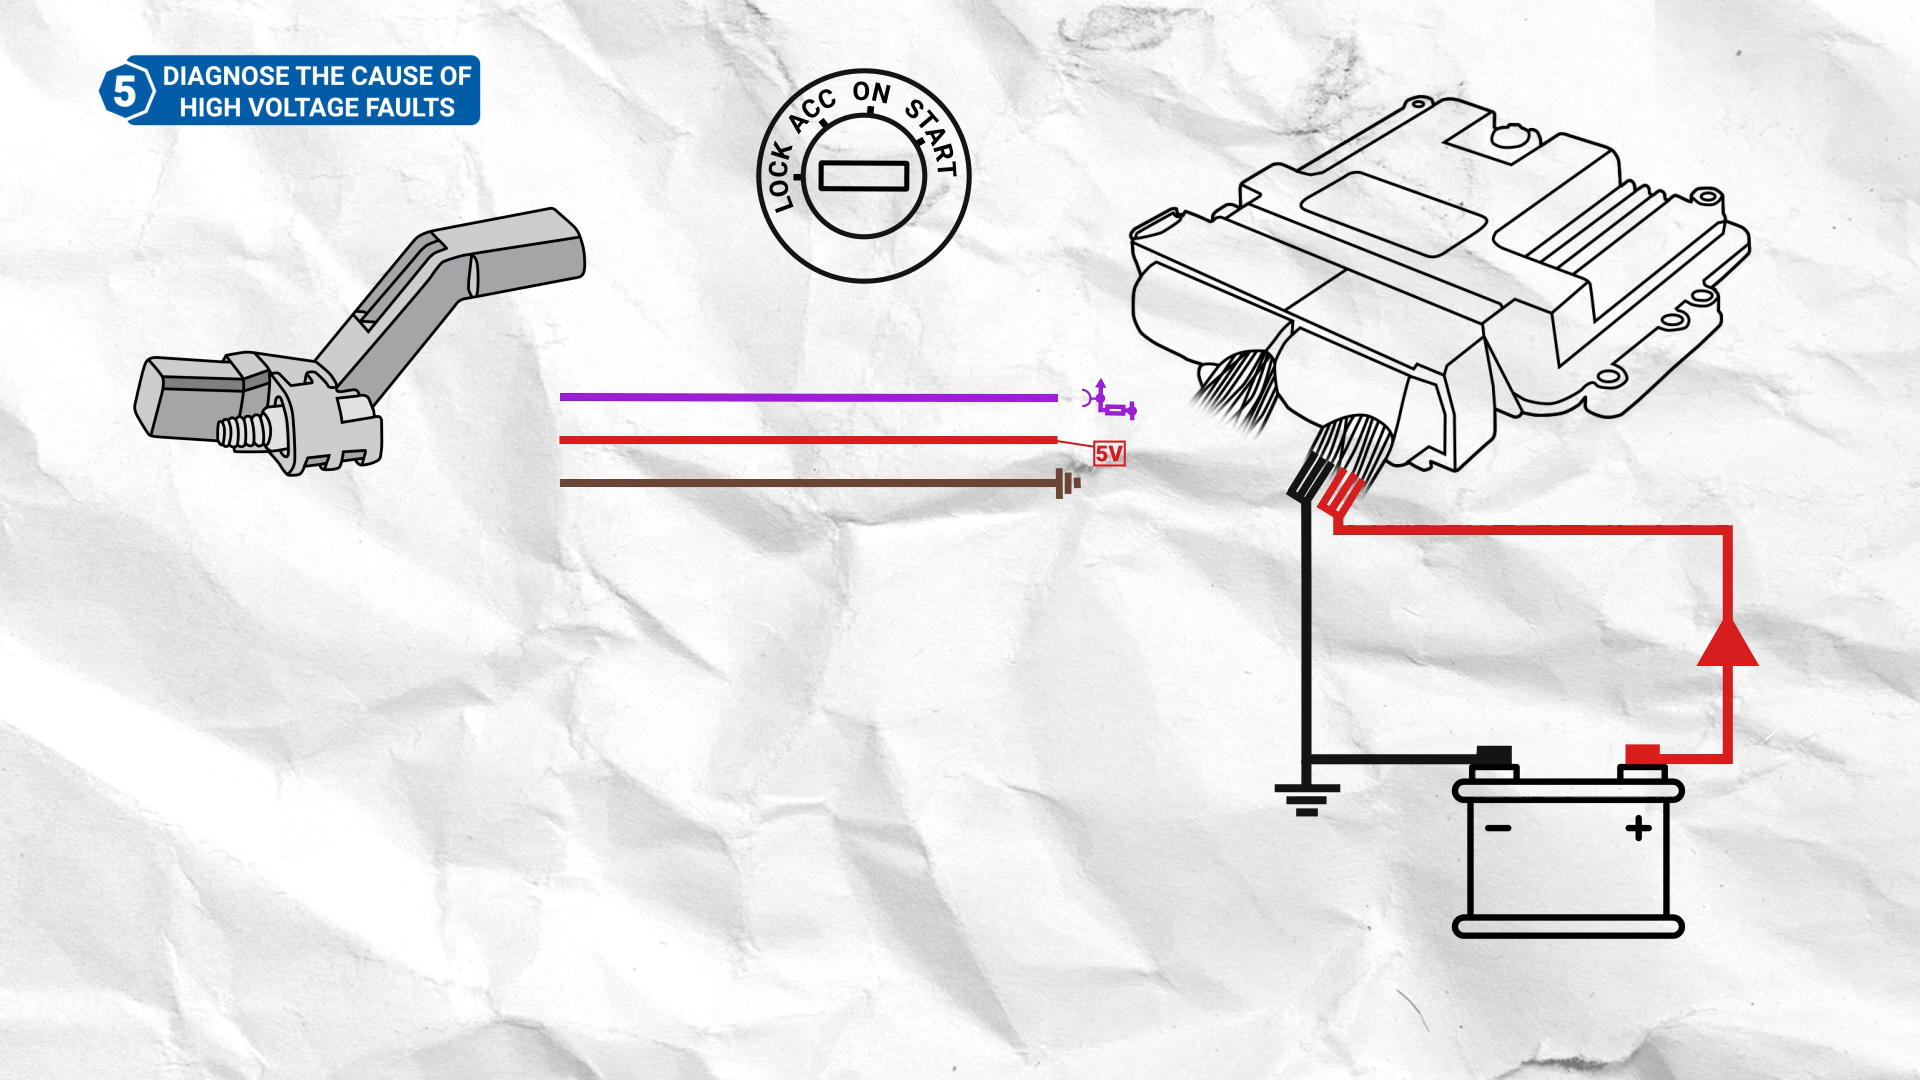 5
DIAGNOSE THE CAUSE OF
HIGH VOLTAGE FAULTS
LOCK ACC ON START
5V
- +